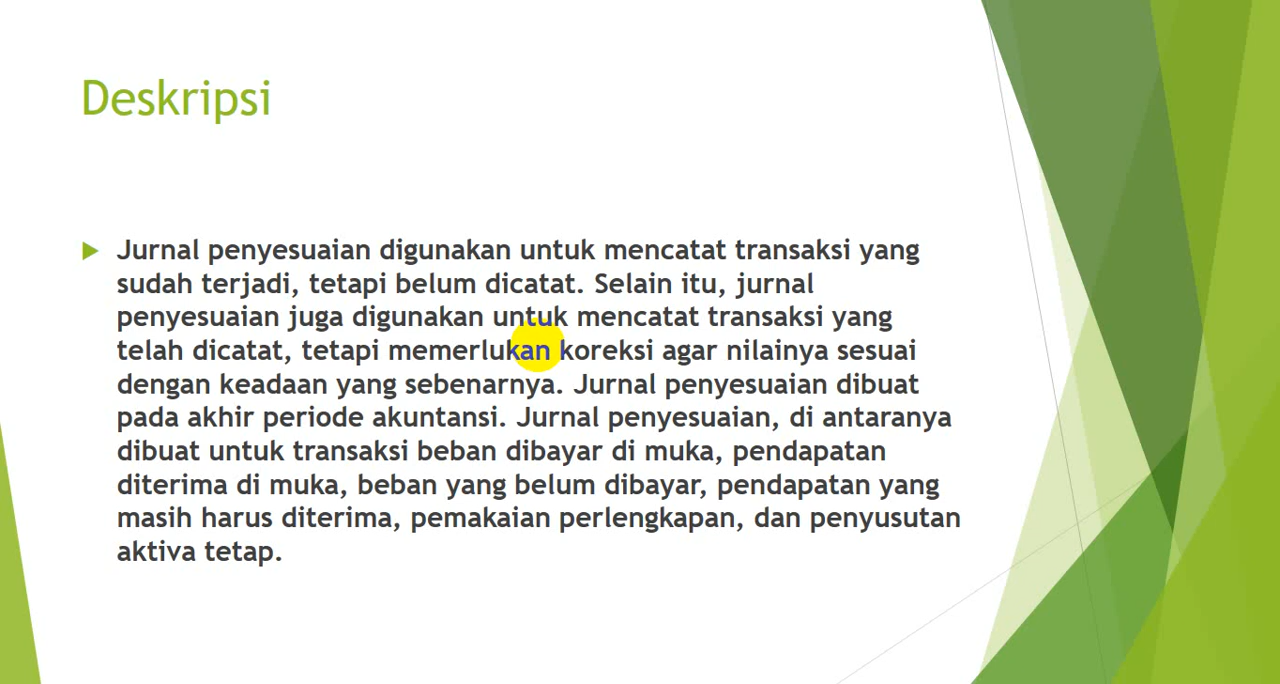 Deskripsi
Jurnal penyesuaian digunakan untuk mencatat transaksi yang
sudah terjadi, tetapi belum dicatat. Selain itu, jurnal
penyesuaian juga digunakan untuk mencatat transaksi yang
telah dicatat, tetapi memerlukan koreksi agar nilainya sesuai
dengan keadaan yang sebenarnya. Jurnal penyesuaian dibuat
pada akhir periode akuntansi. Jurnal penyesuaian, di antaranya
dibuat untuk transaksi beban dibayar di muka, pendapatan
diterima di muka, beban yang belum dibayar, pendapatan yang
masih harus diterima, pemakaian perlengkapan, dan penyusutan
aktiva tetap.